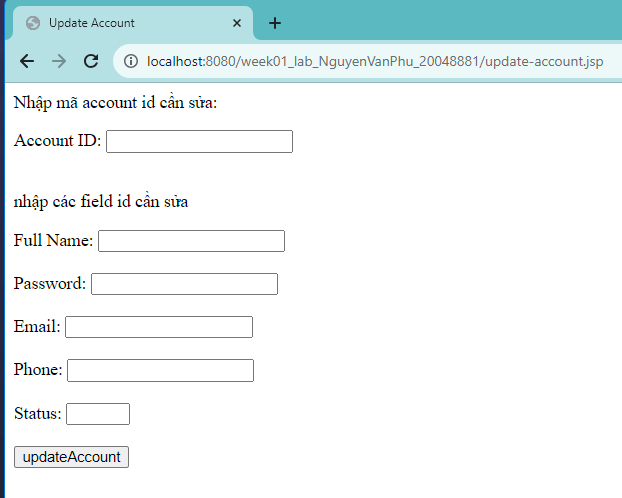 Update Account
localhost:8080/week01_lab_NguyenVanPhu_20048881/update-account.jsp
Nhập mã account id cần sửa:
Account ID:
nhập các field id cần sửa
Full Name:
Password:
Email:
Phone:
Status:
updateAccount